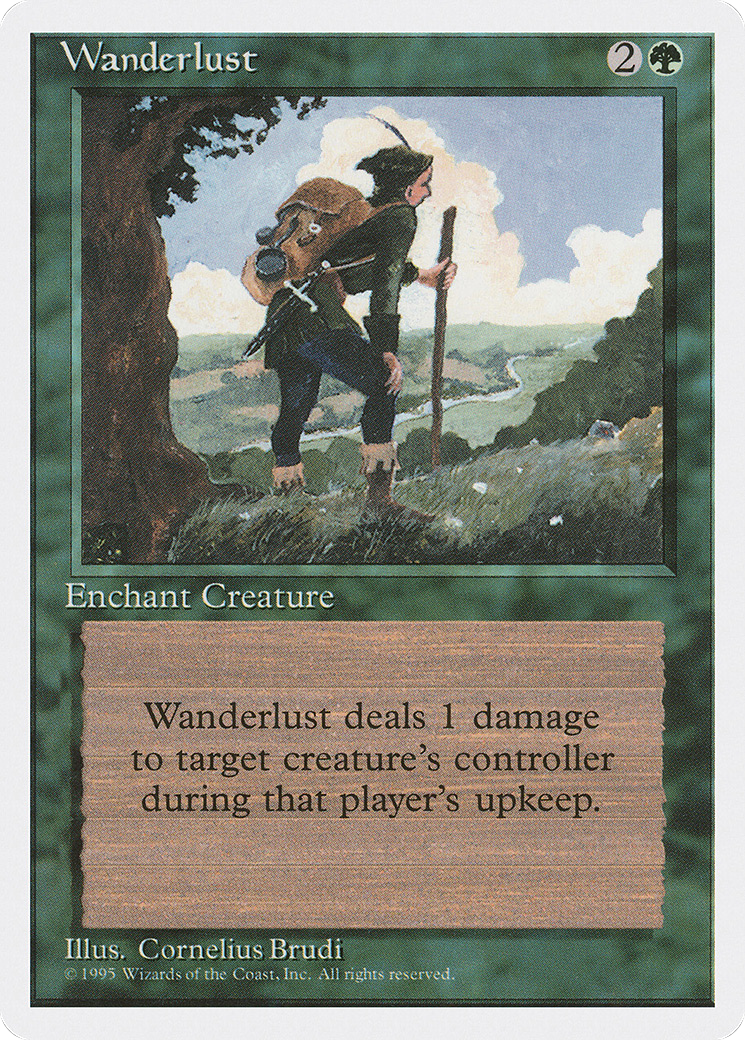 Wanderlust 2
Enchant Creature
Wanderlust deals 1 damage
to target creature's controller
during that player's upkeep.
Illus. Cornelius Brudi
© 1995 Wizards of the Coast, Inc. All rights reserved.